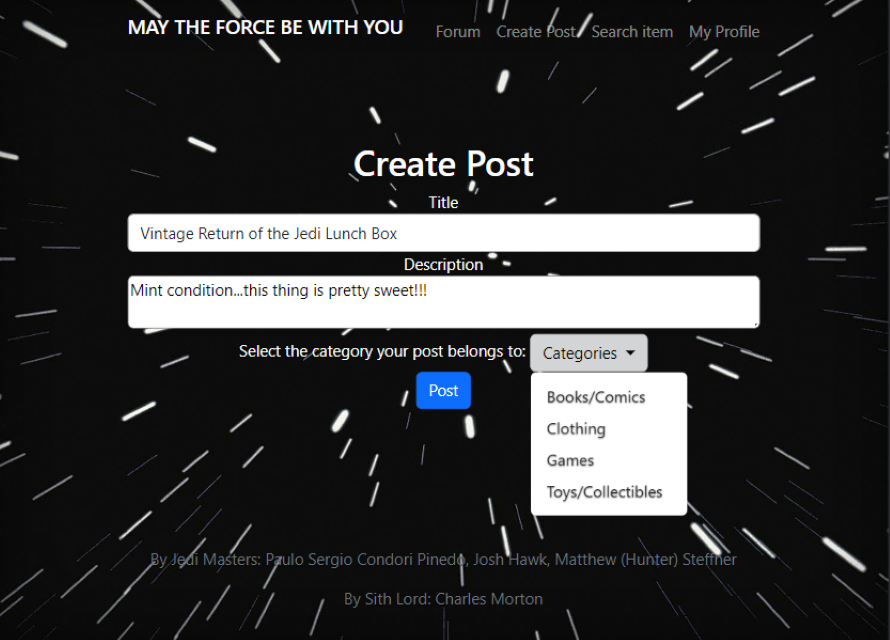 MAY THE FORCE BE WITH YOU Forum Create Post Search item My Profile
Create Post
Title
Vintage Return of the Jedi Lunch Box
Description
Mint condition...this thing is pretty sweet!!!
Select the category your post belongs to: Categories
Post
Books/Comics
Clothing
Games
Toys/Collectibles
By Jedi Masters: Paulo Sergio Condori Pinedo, Josh Hawk, Matthew (Hunter) Steffner
By Sith Lord: Charles Morton